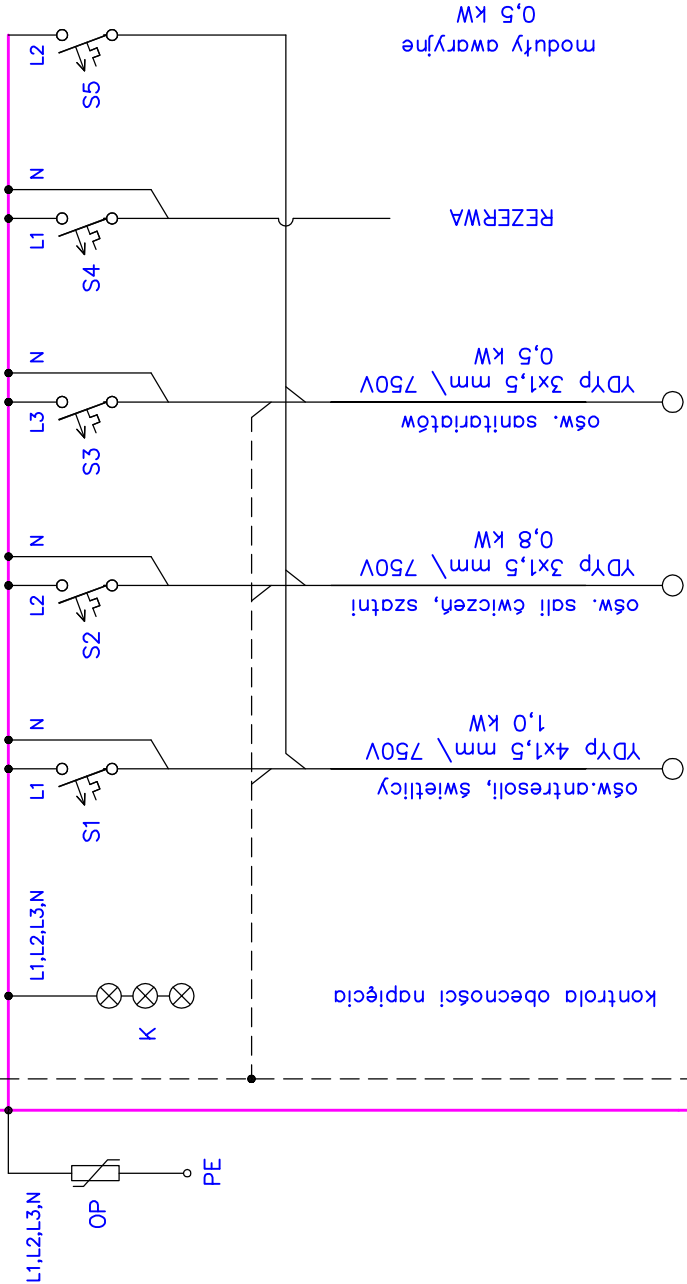 L1,L2,L3,N
OP
PE
L1,L2,L3,N
K
kontrola obecności napięcia
L1
N
S1
ośw.antresoli, świetlicy
YDYp 4x1,5 mm\ 750V
1,0 kW
L2
N
S2
ośw. sali ćwiczeń, szatni
YDYp 3x1,5 mm\ 750V
0,8 kW
L3
N
S3
ośw. sanitariatów
YDYp 3x1,5 mm\ 750V
0,5 kW
L1
N
S4
REZERWA
L2
S5
moduły awaryjne
0,5 kW